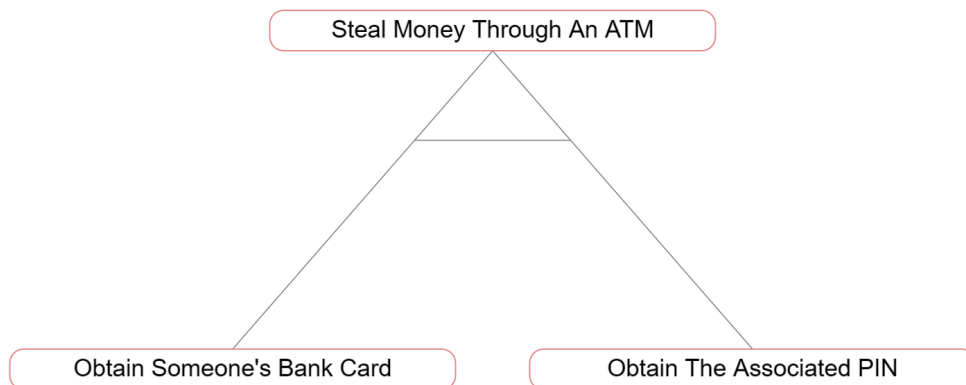 Steal Money Through An ATM
Obtain Someone's Bank Card
Obtain The Associated PIN